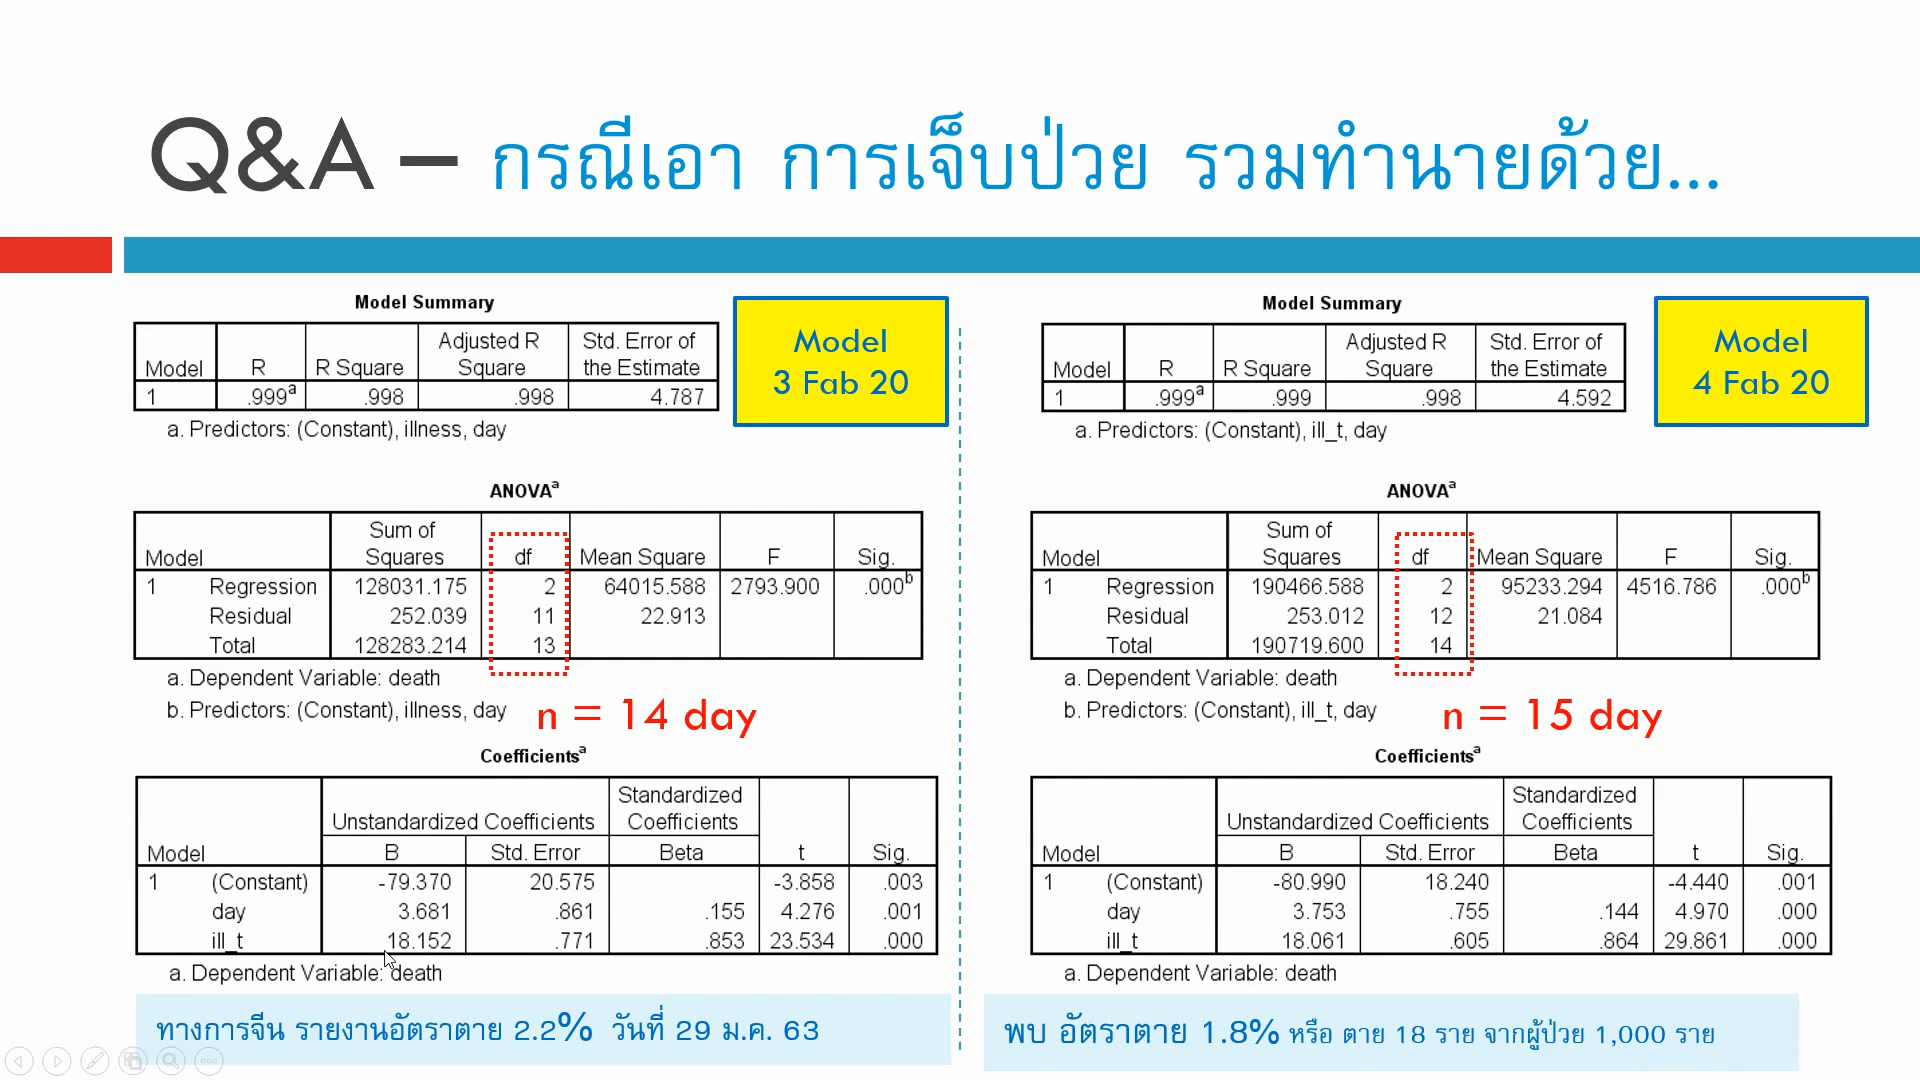 Q&A – กรณีเอา การเจ็บป่วย รวมทำนายด้วย...
Model Summary
Model R R Square Adjusted R Square Std. Error of the Estimate
1 .999a .998 .998 4.787
a. Predictors: (Constant), illness, day
Model
3 Fab 20
ANOVAa
Model Sum of Squares df Mean Square F Sig.
1 Regression 128031.175 2 64015.588 2793.900 .000b
Residual 252.039 11 22.913
Total 128283.214 13
a. Dependent Variable: death
b. Predictors: (Constant), illness, day
n = 14 day
Coefficientsa
Model Unstandardized Coefficients Standardized Coefficients t Sig.
B Std. Error Beta
1 (Constant) -79.370 20.575 -3.858 .003
day 3.681 .861 .155 4.276 .001
ill_t 18.152 .771 .853 23.534 .000
a. Dependent Variable: death
ทางการจีน รายงานอัตราตาย 2.2% วันที่ 29 ม.ค. 63
Model Summary
Model R R Square Adjusted R Square Std. Error of the Estimate
1 .999a .999 .998 4.592
a. Predictors: (Constant), ill_t, day
Model
4 Fab 20
ANOVAa
Model Sum of Squares df Mean Square F Sig.
1 Regression 190466.588 2 95233.294 4516.786 .000b
Residual 253.012 12 21.084
Total 190719.600 14
a. Dependent Variable: death
b. Predictors: (Constant), ill_t, day
n = 15 day
Coefficientsa
Model Unstandardized Coefficients Standardized Coefficients t Sig.
B Std. Error Beta
1 (Constant) -80.990 18.240 -4.440 .001
day 3.753 .755 .144 4.970 .000
ill_t 18.061 .605 .864 29.861 .000
a. Dependent Variable: death
พบ อัตราตาย 1.8% หรือ ตาย 18 ราย จากผู้ป่วย 1,000 ราย